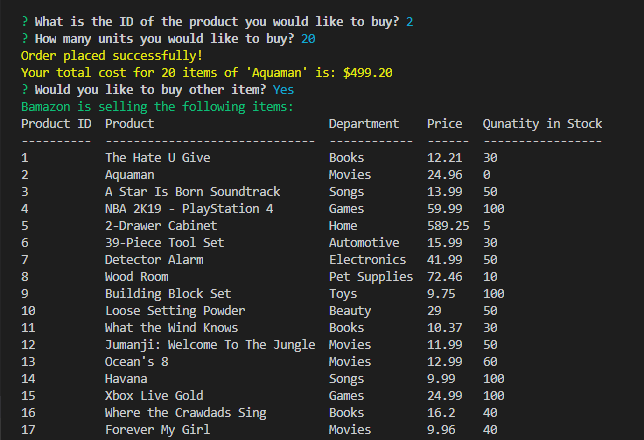 ? What is the ID of the product you would like to buy? 2
? How many units you would like to buy? 20
Order placed successfully!
Your total cost for 20 items of 'Aquaman' is: $499.20
? Would you like to buy other item? Yes
Bamazon is selling the following items:
Product ID  Product                         Department    Price   Qunatity in Stock
----------  ------------------------------  ------------  ------  -----------------
1           The Hate U Give                 Books         12.21   30
2           Aquaman                         Movies        24.96   0
3           A Star Is Born Soundtrack       Songs         13.99   50
4           NBA 2K19 - PlayStation 4        Games         59.99   100
5           2-Drawer Cabinet                Home          589.25  5
6           39-Piece Tool Set               Automotive    15.99   30
7           Detector Alarm                  Electronics   41.99   50
8           Wood Room                       Pet Supplies  72.46   10
9           Building Block Set              Toys          9.75    100
10          Loose Setting Powder            Beauty        29      50
11          What the Wind Knows             Books         10.37   30
12          Jumanji: Welcome To The Jungle  Movies        11.99   50
13          Ocean's 8                       Movies        12.99   60
14          Havana                          Songs         9.99    100
15          Xbox Live Gold                  Games         24.99   100
16          Where the Crawdads Sing         Books         16.2    40
17          Forever My Girl                 Movies        9.96    40